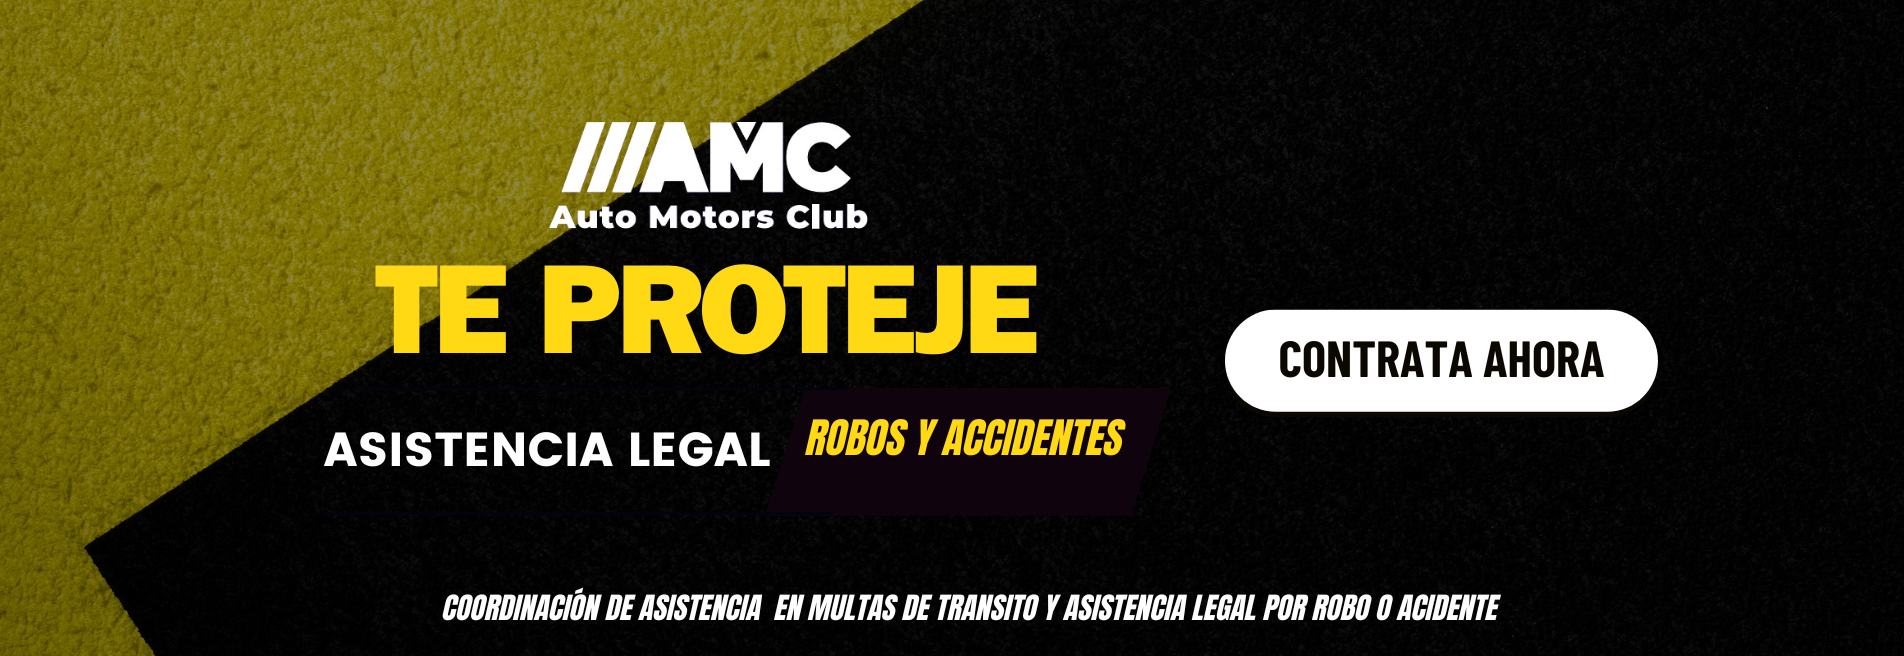 AMC
Auto Motors Club
TE PROTEJE
ASISTENCIA LEGAL ROBOS Y ACCIDENTES
CONTRATA AHORA
COORDINACIÓN DE ASISTENCIA EN MULTAS DE TRANSITO Y ASISTENCIA LEGAL POR ROBO O ACIDENTE